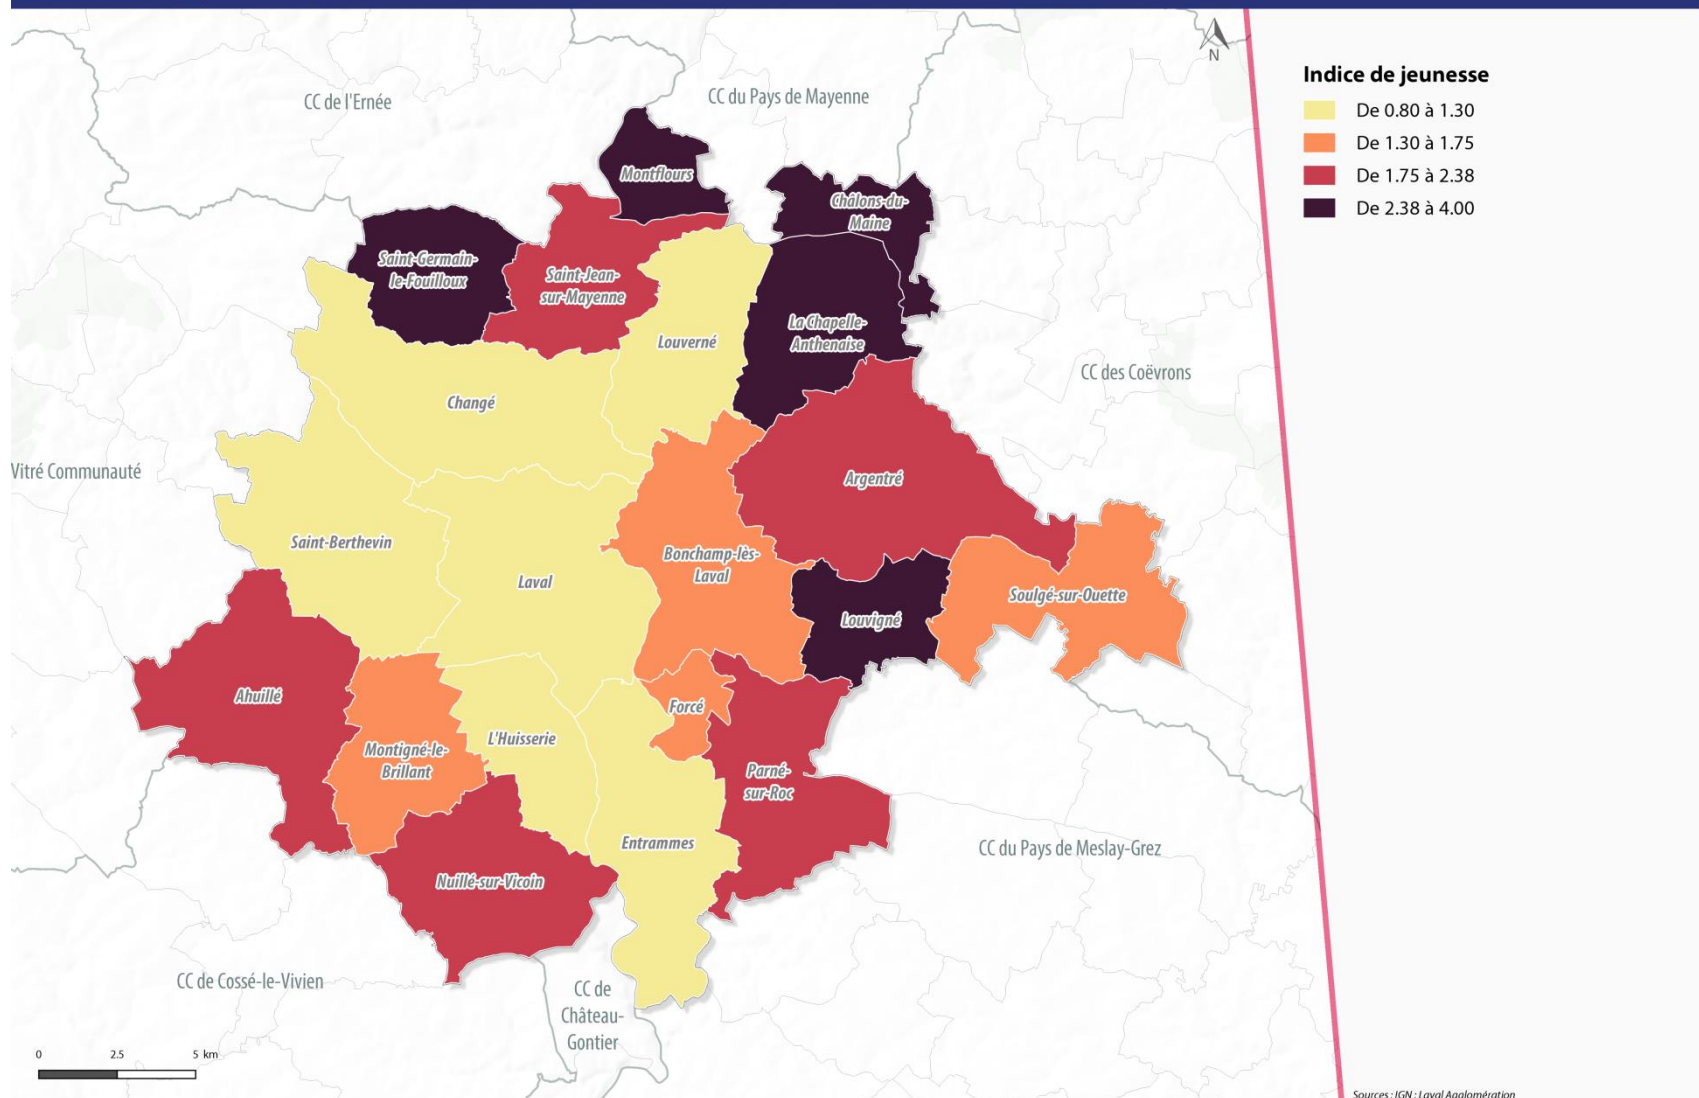 N
Indice de jeunesse
De 0.80 à 1.30
De 1.30 à 1.75
De 1.75 à 2.38
De 2.38 à 4.00
CC de l'Ernée
CC du Pays de Mayenne
Montflours
Châlons-du-
Maine
Saint-Germain-
le-Fouilloux
Saint-Jean-
sur-Mayenne
La Chapelle-
Anthenaise
Louverné
CC des Coëvrons
Changé
Vitré Communauté
Argentré
Saint-Berthevin
Bonchamp-lès-
Laval
Laval
Soulgé-sur-Ouette
Louvigné
Ahuillé
Forcé
L'Huisserie
Montigné-le-
Brillant
Parné-
sur-Roc
Entrammes
CC du Pays de Meslay-Grez
Nuillé-sur-Vicoin
CC de Cossé-le-Vivien
CC de
Château-
Gontier
0 2.5 5 km
Sources : IGN ; Laval Agglomération